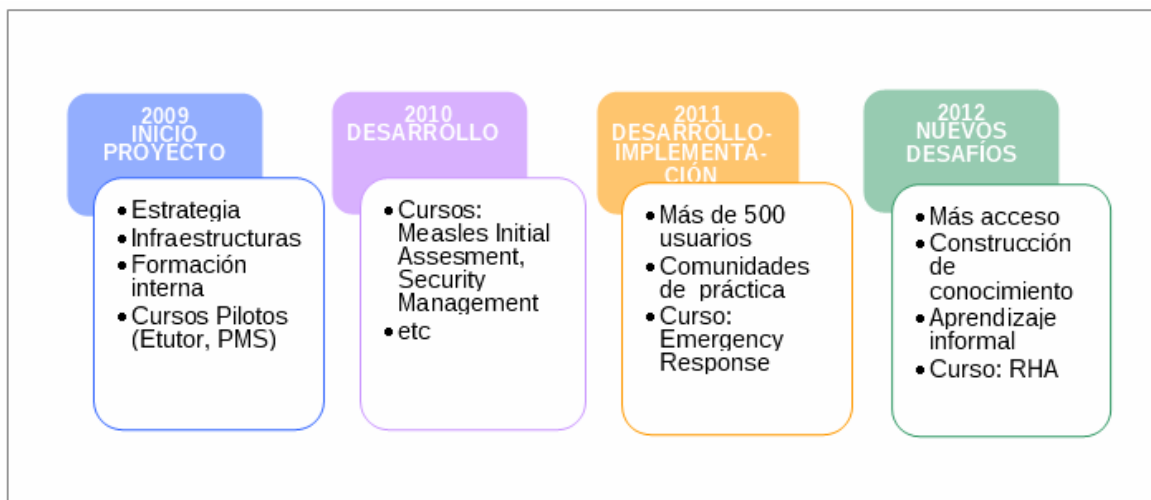 2009
INICIO
PROYECTO
• Estrategia
• Infraestructuras
• Formación
interna
• Cursos Pilotos
(Etutor, PMS)
2010
DESARROLLO
• Cursos:
Measles Initial
Assesment,
Security
Management
• etc
2011
DESARROLLO-
IMPLEMENTA-
CIÓN
• Más de 500
usuarios
• Comunidades
de práctica
• Curso:
Emergency
Response
2012
NUEVOS
DESAFÍOS
• Más acceso
• Construcción
de
conocimiento
• Aprendizaje
informal
• Curso: RHA